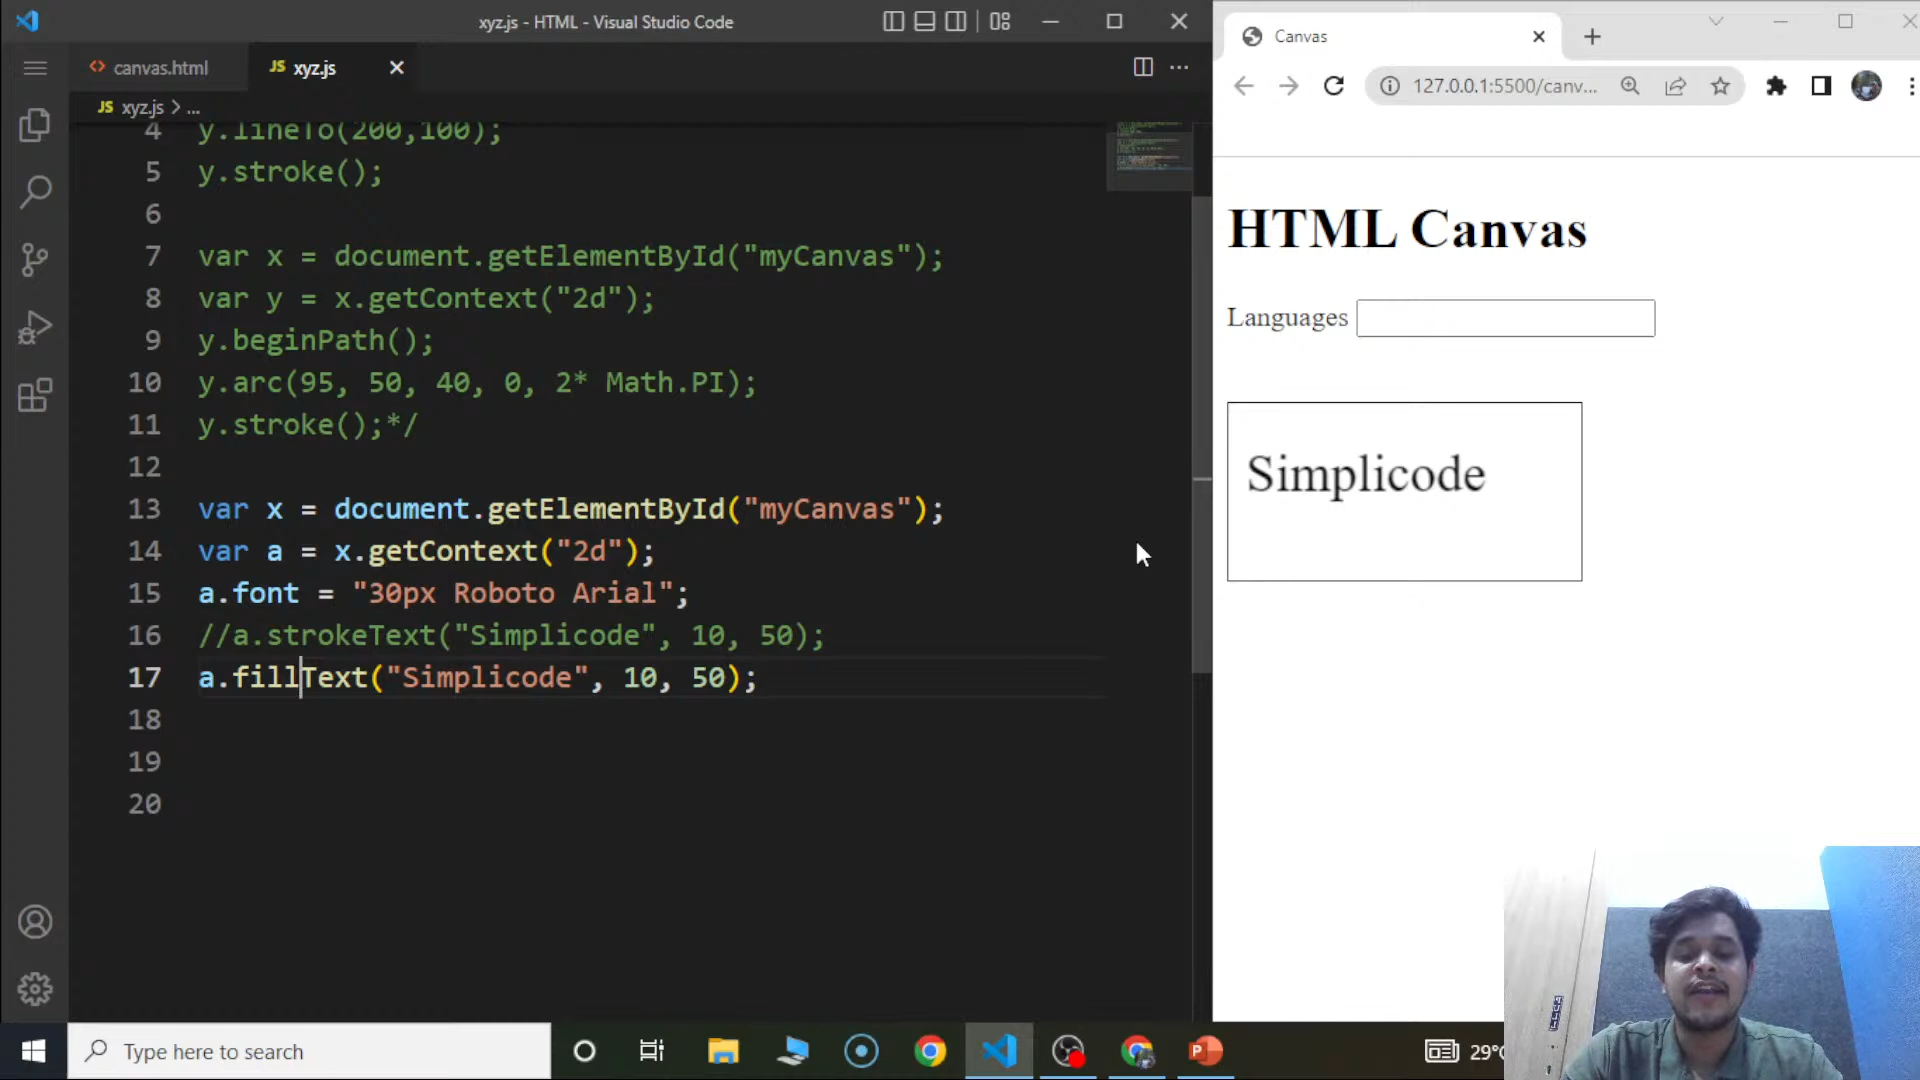 xyz.js - HTML - Visual Studio Code
canvas.html
JS xyz.js
JS xyz.js > ...
4 y.lineTo(200,100);
5 y.stroke();
6
7 var x = document.getElementById("myCanvas");
8 var y = x.getContext("2d");
9 y.beginPath();
10 y.arc(95, 50, 40, 0, 2* Math.PI);
11 y.stroke();*/
12
13 var x = document.getElementById("myCanvas");
14 var a = x.getContext("2d");
15 a.font = "30px Roboto Arial";
16 //a.strokeText("Simplicode", 10, 50);
17 a.fillText("Simplicode", 10, 50);
18
19
20
Canvas
127.0.0.1:5500/canv...
HTML Canvas
Languages
Simplicode
Type here to search
29°C